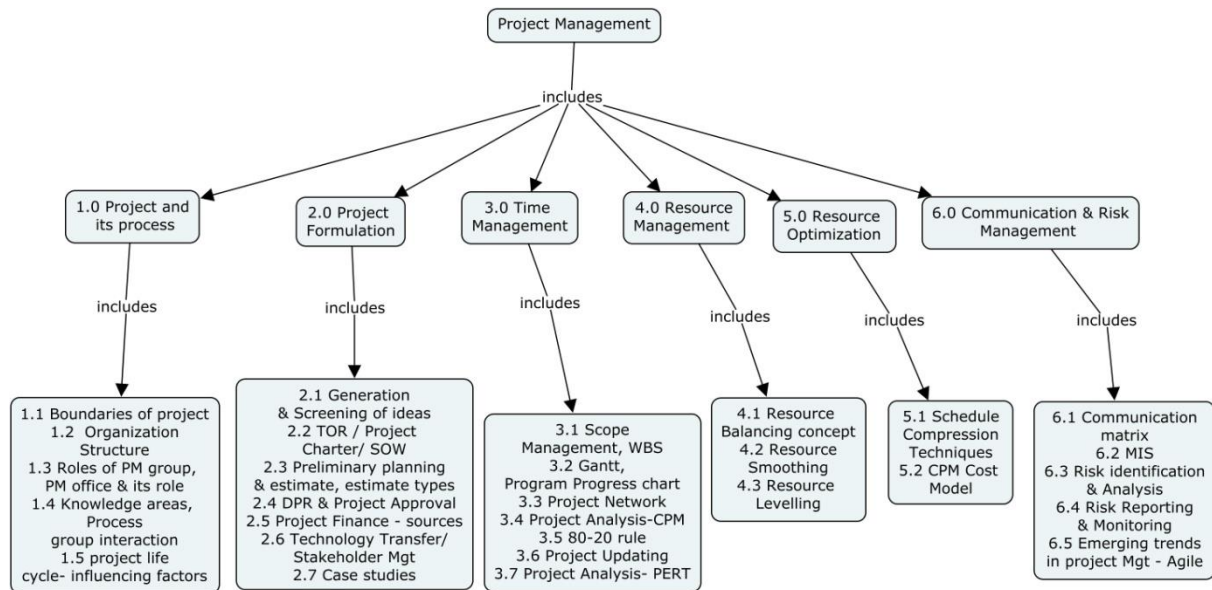 Project Management
includes
1.0 Project and
its process
2.0 Project
Formulation
3.0 Time
Management
4.0 Resource
Management
5.0 Resource
Optimization
6.0 Communication & Risk
Management
includes
includes
includes
includes
includes
includes
1.1 Boundaries of project
1.2 Organization
Structure
1.3 Roles of PM group,
PM office & its role
1.4 Knowledge areas,
Process
group interaction
1.5 project life
cycle- influencing factors
2.1 Generation
& Screening of ideas
2.2 TOR / Project
Charter/ SOW
2.3 Preliminary planning
& estimate, estimate types
2.4 DPR & Project Approval
2.5 Project Finance - sources
2.6 Technology Transfer/
Stakeholder Mgt
2.7 Case studies
3.1 Scope
Management, WBS
3.2 Gantt,
Program Progress chart
3.3 Project Network
3.4 Project Analysis-CPM
3.5 80-20 rule
3.6 Project Updating
3.7 Project Analysis- PERT
4.1 Resource
Balancing concept
4.2 Resource
Smoothing
4.3 Resource
Levelling
5.1 Schedule
Compression
Techniques
5.2 CPM Cost
Model
6.1 Communication
matrix
6.2 MIS
6.3 Risk identification
& Analysis
6.4 Risk Reporting
& Monitoring
6.5 Emerging trends
in project Mgt - Agile